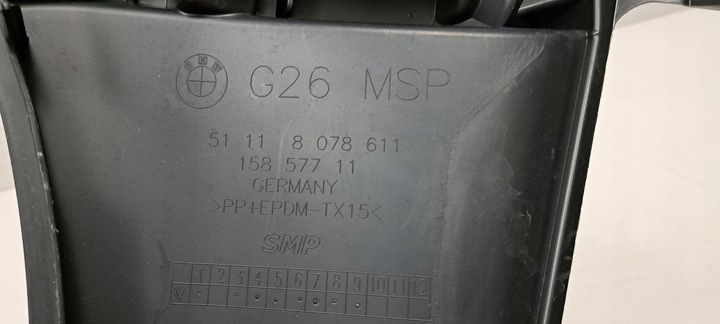 BMW
G26 MSP
51 11 8 078 611
158 577 11
GERMANY
>PP+EPDM-TX15<
SMP
1 2 3 4 5 6 7 8 9 10 11 12
V